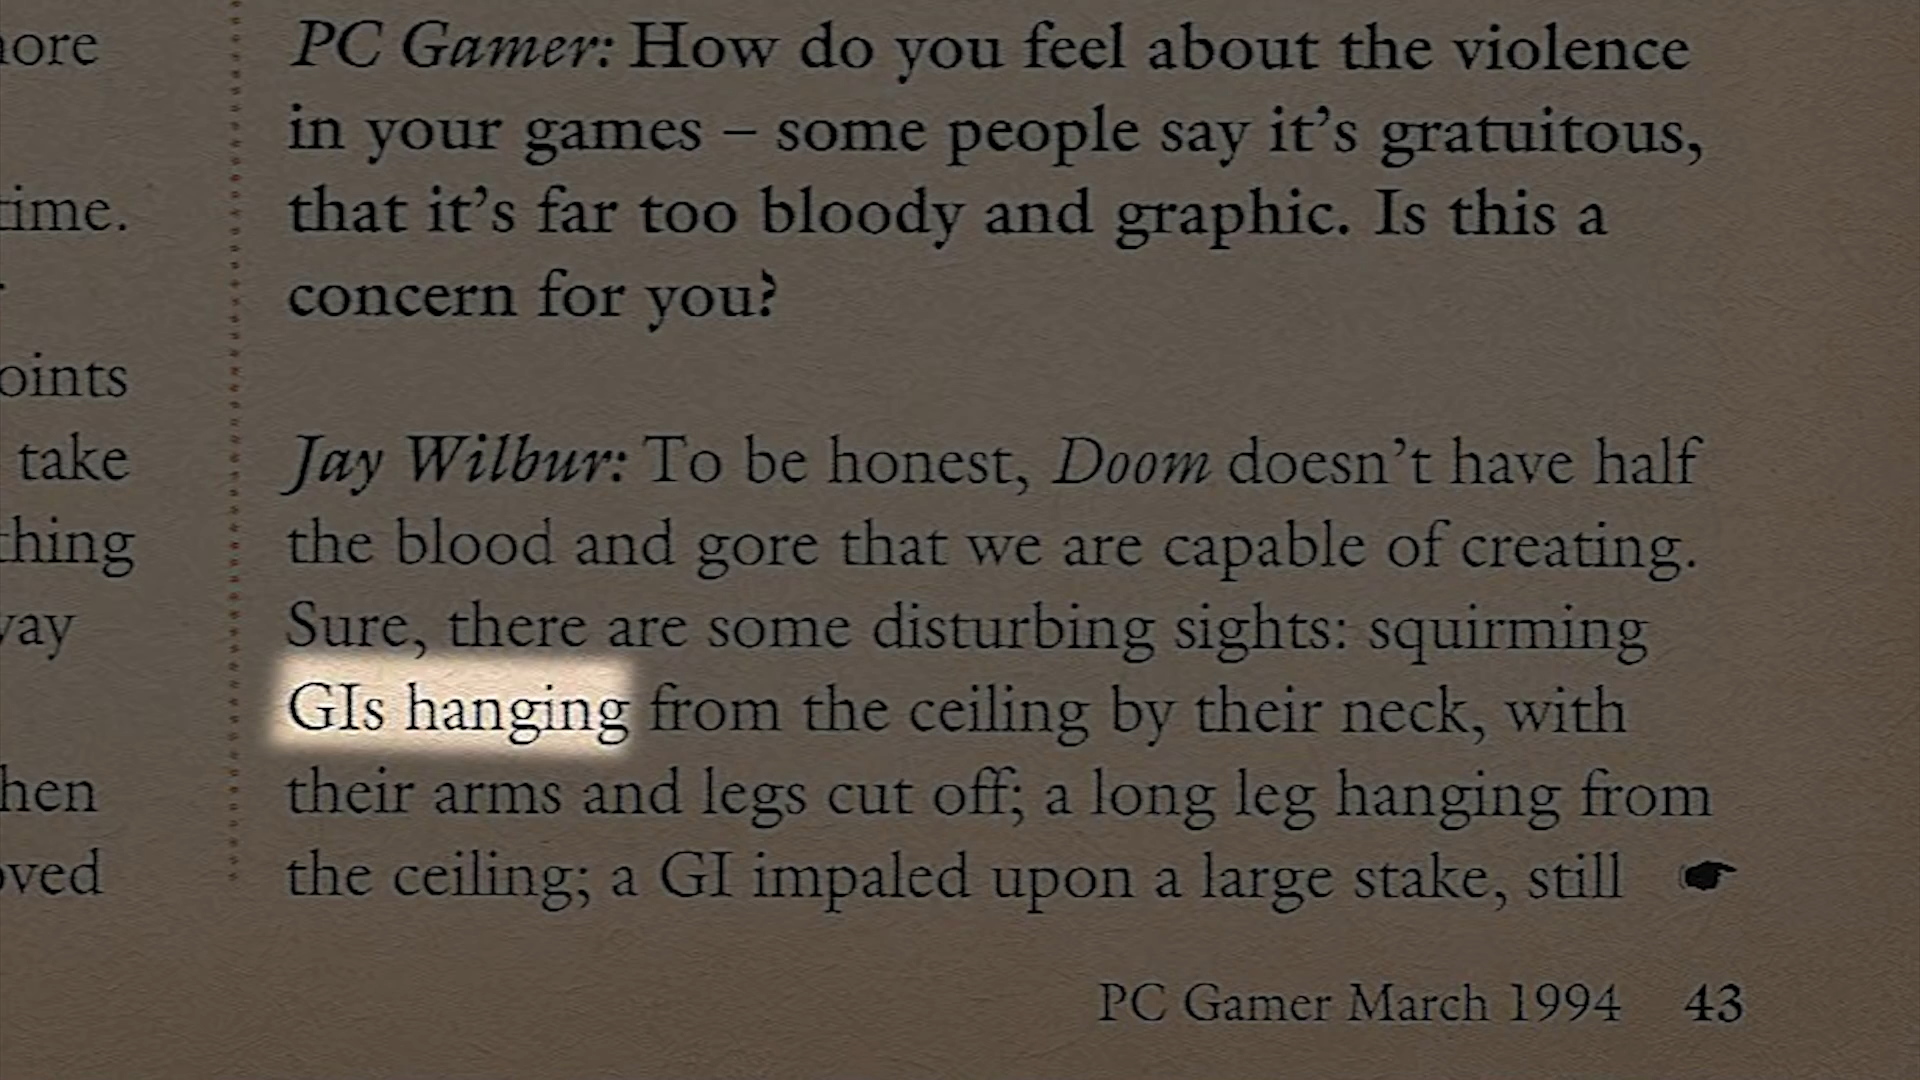 ore
time.
oints
take
thing
way
hen
oved
PC Gamer: How do you feel about the violence
in your games – some people say it’s gratuitous,
that it’s far too bloody and graphic. Is this a
concern for you?
Jay Wilbur: To be honest, Doom doesn’t have half
the blood and gore that we are capable of creating.
Sure, there are some disturbing sights: squirming
GIs hanging from the ceiling by their neck, with
their arms and legs cut off; a long leg hanging from
the ceiling; a GI impaled upon a large stake, still
PC Gamer March 1994 43